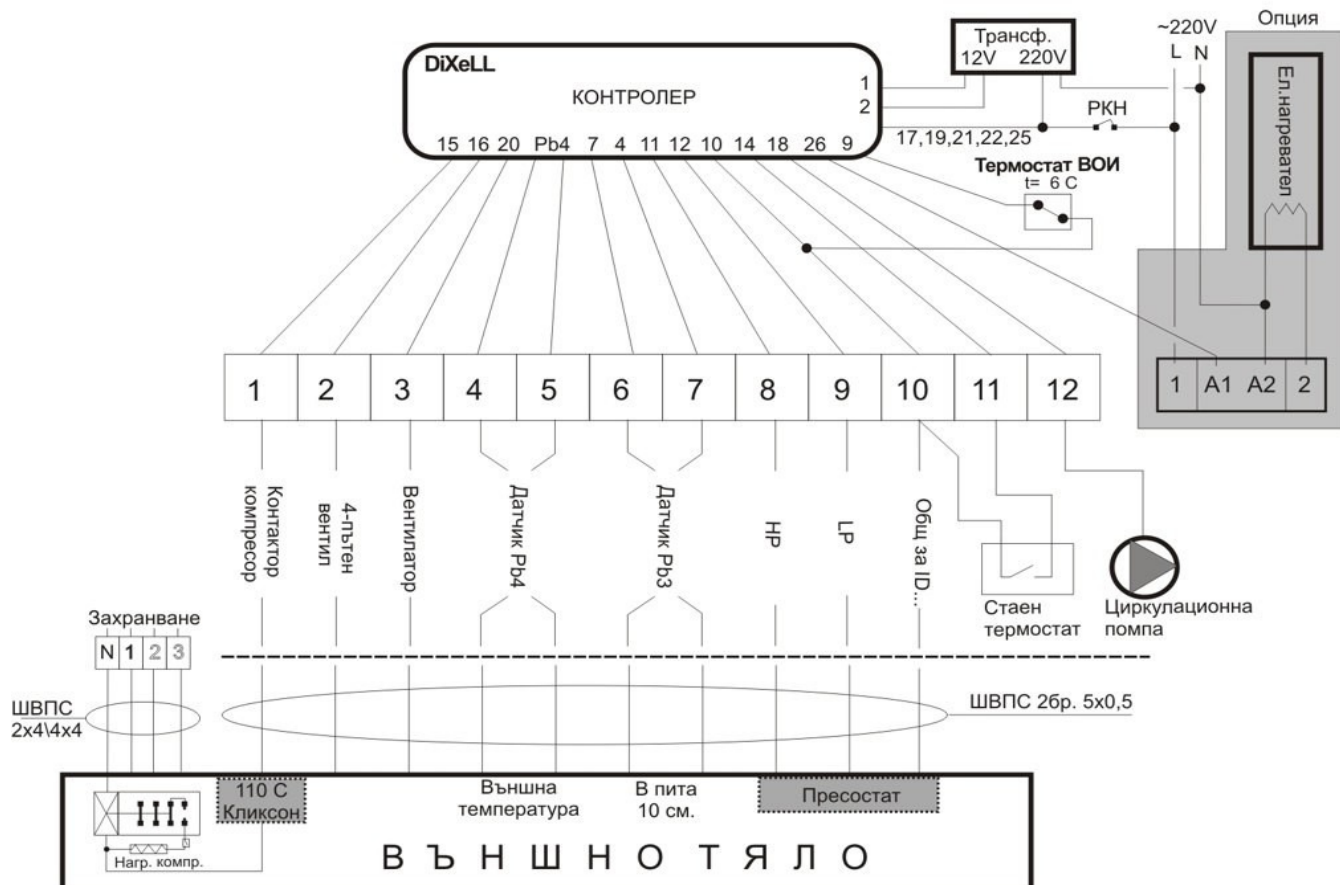 Опция
~220V
L N
Трансф.
12V 220V
DiXeLL
КОНТРОЛЕР
1
2
РКН
17,19,21,22,25
15 16 20 Pb4 7 4 11 12 10 14 18 26 9
Термостат ВОИ
t= 6 C
Ел.нагревател
1 A1 A2 2
1 2 3 4 5 6 7 8 9 10 11 12
Контактор
компресор
4-пътен
вентил
Вентилатор
Датчик Pb4
Датчик Pb3
HP
LP
Общ за ID...
Стаен
термостат
Циркулационна
помпа
Захранване
N 1 2 3
ШВПС
2x4\4x4
ШВПС 2бр. 5x0,5
110 C
Кликсон
Външна
температура
В пита
10 см.
Пресостат
Нагр. компр.
ВЪНШНО ТЯЛО